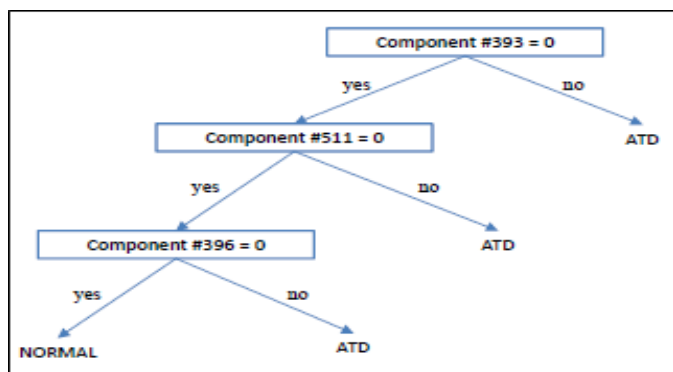 Component #393 = 0
yes
no
Component #511 = 0
ATD
yes
no
Component #396 = 0
ATD
yes
no
NORMAL
ATD